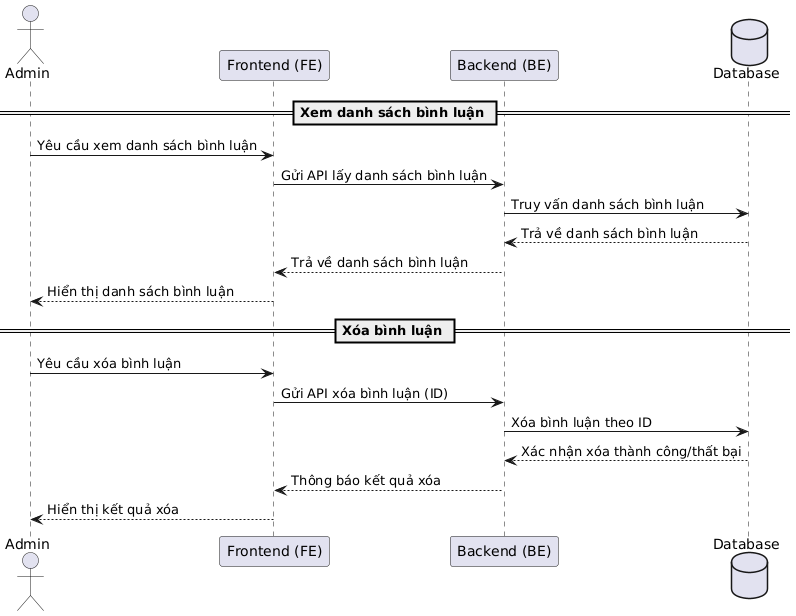 Admin
Frontend (FE)
Backend (BE)
Database
Xem danh sách bình luận
Yêu cầu xem danh sách bình luận
Gửi API lấy danh sách bình luận
Truy vấn danh sách bình luận
Trả về danh sách bình luận
Trả về danh sách bình luận
Hiển thị danh sách bình luận
Xóa bình luận
Yêu cầu xóa bình luận
Gửi API xóa bình luận (ID)
Xóa bình luận theo ID
Xác nhận xóa thành công/thất bại
Thông báo kết quả xóa
Hiển thị kết quả xóa
Admin
Frontend (FE)
Backend (BE)
Database